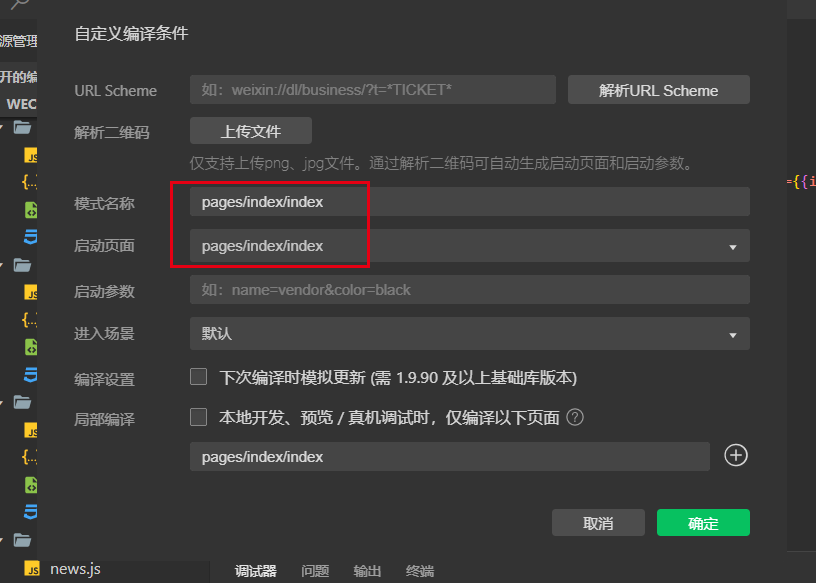 自定义编译条件
源管理
开的编
WEC
URL Scheme 如：weixin://dl/business/?t=*TICKET* 解析URL Scheme
解析二维码 上传文件
仅支持上传png、jpg文件。通过解析二维码可自动生成启动页面和启动参数。
={{i
模式名称 pages/index/index
启动页面 pages/index/index
启动参数 如：name=vendor&color=black
进入场景 默认
编译设置 下次编译时模拟更新 (需 1.9.90 及以上基础库版本)
局部编译 本地开发、预览 / 真机调试时，仅编译以下页面 ?
pages/index/index
取消 确定
JS news.js 调试器 问题 输出 终端